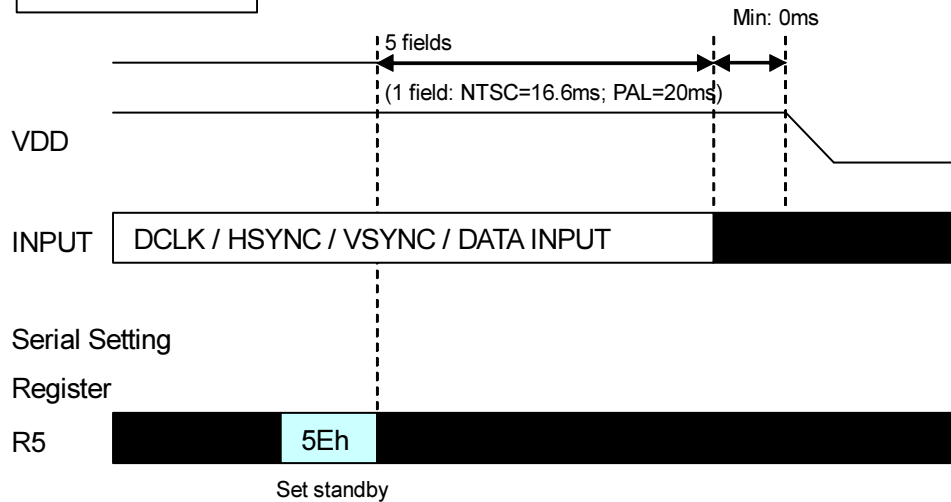 Min: 0ms
5 fields
(1 field: NTSC=16.6ms; PAL=20ms)
VDD
INPUT DCLK / HSYNC / VSYNC / DATA INPUT
Serial Setting
Register
R5 5Eh
Set standby